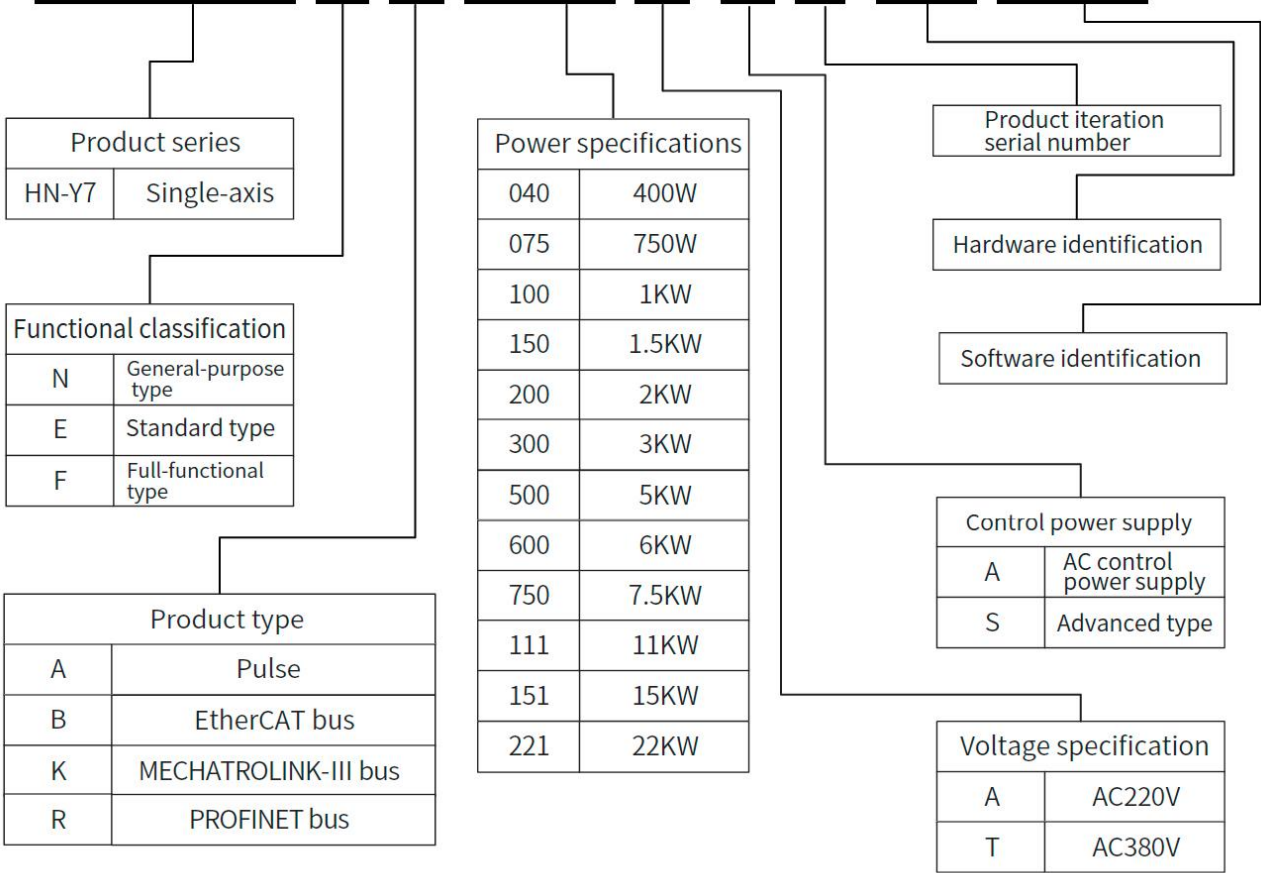 Product series
HN-Y7 Single-axis
Functional classification
N General-purpose
type
E Standard type
F Full-functional
type
Product type
A Pulse
B EtherCAT bus
K MECHATROLINK-III bus
R PROFINET bus
Power specifications
040 400W
075 750W
100 1KW
150 1.5KW
200 2KW
300 3KW
500 5KW
600 6KW
750 7.5KW
111 11KW
151 15KW
221 22KW
Product iteration
serial number
Hardware identification
Software identification
Control power supply
A AC control
power supply
S Advanced type
Voltage specification
A AC220V
T AC380V